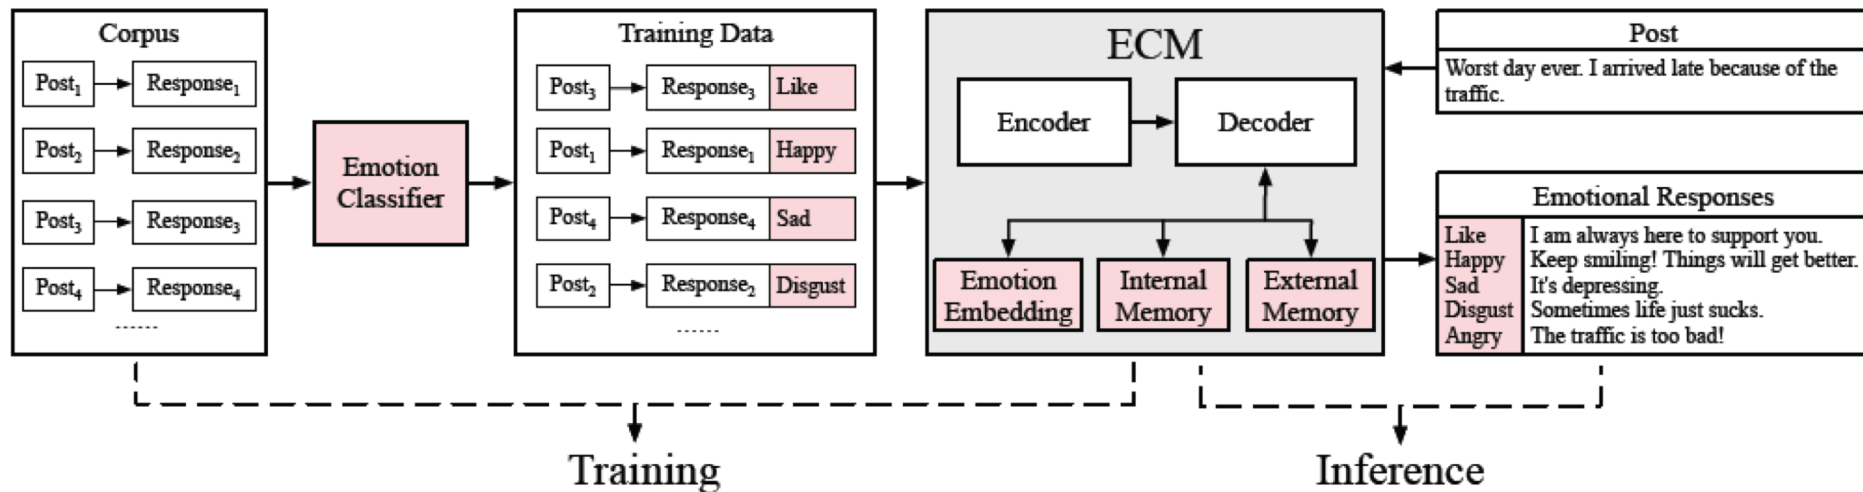 Corpus
Post₁ Response₁
Post₂ Response₂
Post₃ Response₃
Post₄ Response₄
......
Emotion
Classifier
Training Data
Post₃ Response₃ Like
Post₁ Response₁ Happy
Post₄ Response₄ Sad
Post₂ Response₂ Disgust
......
ECM
Encoder Decoder
Emotion
Embedding
Internal
Memory
External
Memory
Post
Worst day ever. I arrived late because of the
traffic.
Emotional Responses
Like I am always here to support you.
Happy Keep smiling! Things will get better.
Sad It's depressing.
Disgust Sometimes life just sucks.
Angry The traffic is too bad!
Training
Inference